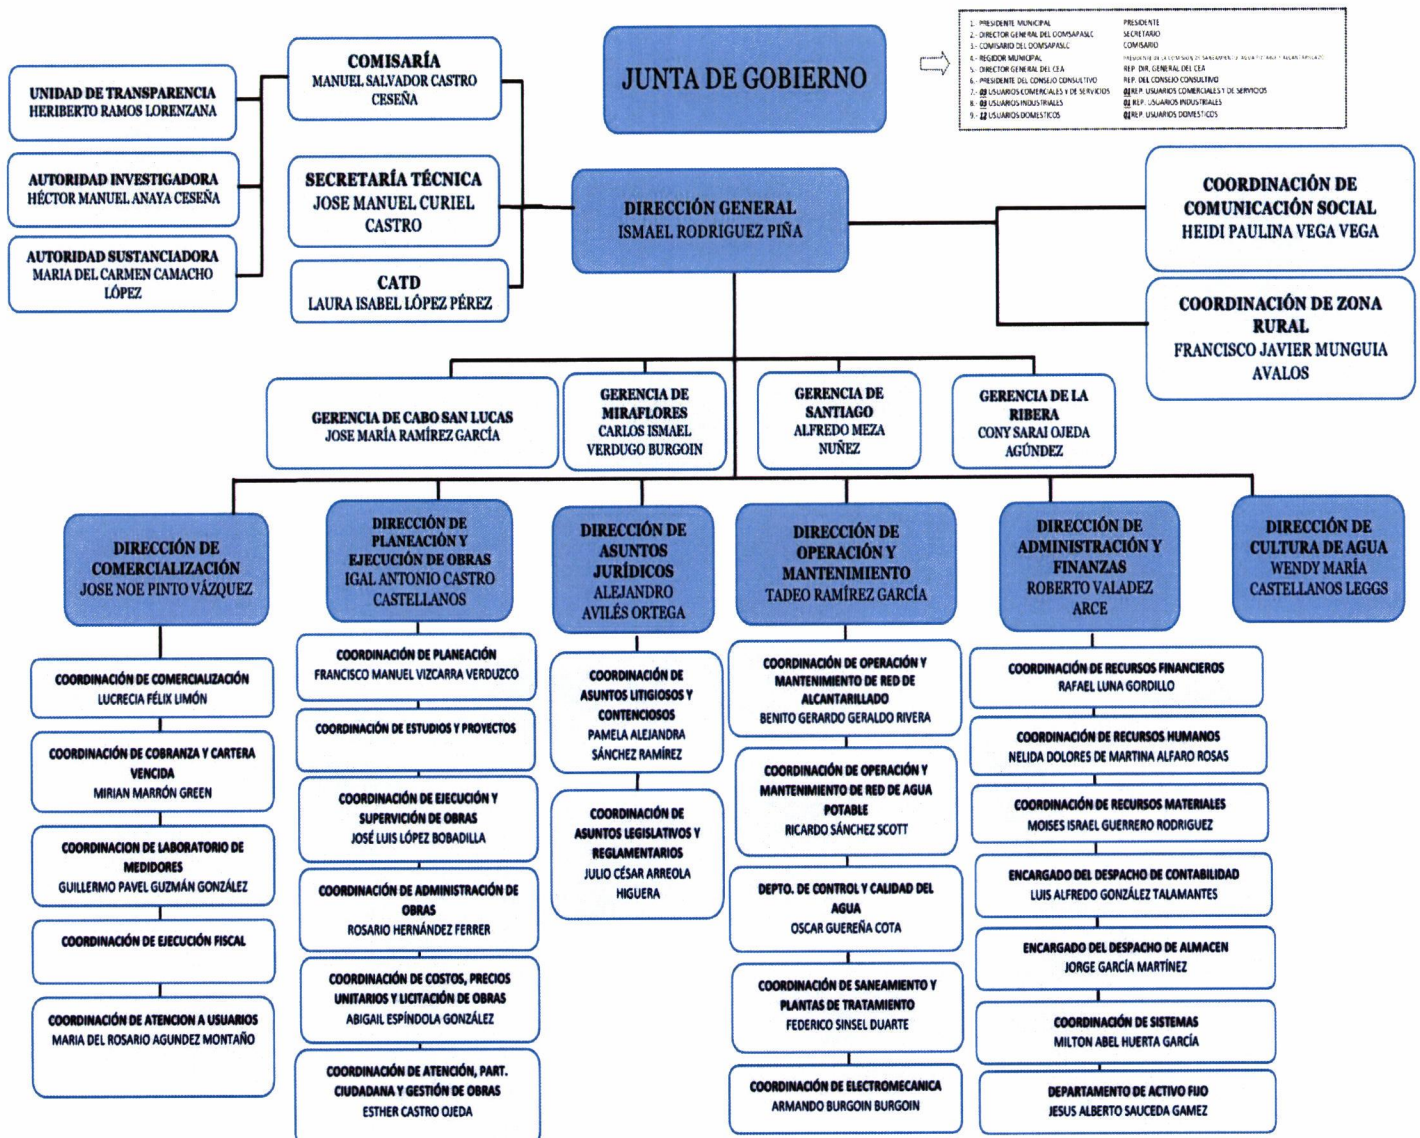 JUNTA DE GOBIERNO
1.- PRESIDENTE MUNICIPAL PRESIDENTE
2.- DIRECTOR GENERAL DEL OOMSAPASLC SECRETARIO
3.- COMISARIO DEL OOMSAPASLC COMISARIO
4.- REGIDOR MUNICIPAL PRESIDENTE DE LA COMISION DE SANEAMIENTO, AGUA POTABLE Y ALCANTARILLADO
5.- DIRECTOR GENERAL DEL CEA REP. DIR. GENERAL DEL CEA
6.- PRESIDENTE DEL CONSEJO CONSULTIVO REP. DEL CONSEJO CONSULTIVO
7.- 03 USUARIOS COMERCIALES Y DE SERVICIOS 01 REP. USUARIOS COMERCIALES Y DE SERVICIOS
8.- 03 USUARIOS INDUSTRIALES 01 REP. USUARIOS INDUSTRIALES
9.- 12 USUARIOS DOMESTICOS 01 REP. USUARIOS DOMESTICOS
COMISARÍA
MANUEL SALVADOR CASTRO
CESEÑA
UNIDAD DE TRANSPARENCIA
HERIBERTO RAMOS LORENZANA
AUTORIDAD INVESTIGADORA
HÉCTOR MANUEL ANAYA CESEÑA
AUTORIDAD SUSTANCIADORA
MARIA DEL CARMEN CAMACHO
LÓPEZ
SECRETARÍA TÉCNICA
JOSE MANUEL CURIEL
CASTRO
CATD
LAURA ISABEL LÓPEZ PÉREZ
DIRECCIÓN GENERAL
ISMAEL RODRIGUEZ PIÑA
COORDINACIÓN DE
COMUNICACIÓN SOCIAL
HEIDI PAULINA VEGA VEGA
COORDINACIÓN DE ZONA
RURAL
FRANCISCO JAVIER MUNGUIA
AVALOS
GERENCIA DE CABO SAN LUCAS
JOSE MARÍA RAMÍREZ GARCÍA
GERENCIA DE
MIRAFLORES
CARLOS ISMAEL
VERDUGO BURGOIN
GERENCIA DE
SANTIAGO
ALFREDO MEZA
NUÑEZ
GERENCIA DE LA
RIBERA
CONY SARAI OJEDA
AGÚNDEZ
DIRECCIÓN DE
COMERCIALIZACIÓN
JOSE NOE PINTO VÁZQUEZ
COORDINACIÓN DE COMERCIALIZACIÓN
LUCRECIA FÉLIX LIMÓN
COORDINACIÓN DE COBRANZA Y CARTERA
VENCIDA
MIRIAN MARRÓN GREEN
COORDINACION DE LABORATORIO DE
MEDIDORES
GUILLERMO PAVEL GUZMÁN GONZÁLEZ
COORDINACIÓN DE EJECUCIÓN FISCAL
COORDINACIÓN DE ATENCION A USUARIOS
MARIA DEL ROSARIO AGUNDEZ MONTAÑO
DIRECCIÓN DE
PLANEACIÓN Y
EJECUCIÓN DE OBRAS
IGAL ANTONIO CASTRO
CASTELLANOS
COORDINACIÓN DE PLANEACIÓN
FRANCISCO MANUEL VIZCARRA VERDUZCO
COORDINACIÓN DE ESTUDIOS Y PROYECTOS
COORDINACIÓN DE EJECUCIÓN Y
SUPERVICIÓN DE OBRAS
JOSÉ LUIS LÓPEZ BOBADILLA
COORDINACIÓN DE ADMINISTRACIÓN DE
OBRAS
ROSARIO HERNÁNDEZ FERRER
COORDINACIÓN DE COSTOS, PRECIOS
UNITARIOS Y LICITACIÓN DE OBRAS
ABIGAIL ESPÍNDOLA GONZÁLEZ
COORDINACIÓN DE ATENCIÓN, PART.
CIUDADANA Y GESTIÓN DE OBRAS
ESTHER CASTRO OJEDA
DIRECCIÓN DE
ASUNTOS
JURÍDICOS
ALEJANDRO
AVILÉS ORTEGA
COORDINACIÓN DE
ASUNTOS LITIGIOSOS Y
CONTENCIOSOS
PAMELA ALEJANDRA
SÁNCHEZ RAMÍREZ
COORDINACIÓN DE
ASUNTOS LEGISLATIVOS Y
REGLAMENTARIOS
JULIO CÉSAR ARREOLA
HIGUERA
DIRECCIÓN DE
OPERACIÓN Y
MANTENIMIENTO
TADEO RAMÍREZ GARCÍA
COORDINACIÓN DE OPERACIÓN Y
MANTENIMIENTO DE RED DE
ALCANTARILLADO
BENITO GERARDO GERALDO RIVERA
COORDINACIÓN DE OPERACIÓN Y
MANTENIMIENTO DE RED DE AGUA
POTABLE
RICARDO SÁNCHEZ SCOTT
DEPTO. DE CONTROL Y CALIDAD DEL
AGUA
OSCAR GUEREÑA COTA
COORDINACIÓN DE SANEAMIENTO Y
PLANTAS DE TRATAMIENTO
FEDERICO SINSEL DUARTE
COORDINACIÓN DE ELECTROMECANICA
ARMANDO BURGOIN BURGOIN
DIRECCIÓN DE
ADMINISTRACIÓN Y
FINANZAS
ROBERTO VALADEZ
ARCE
COORDINACIÓN DE RECURSOS FINANCIEROS
RAFAEL LUNA GORDILLO
COORDINACIÓN DE RECURSOS HUMANOS
NELIDA DOLORES DE MARTINA ALFARO ROSAS
COORDINACIÓN DE RECURSOS MATERIALES
MOISES ISRAEL GUERRERO RODRIGUEZ
ENCARGADO DEL DESPACHO DE CONTABILIDAD
LUIS ALFREDO GONZÁLEZ TALAMANTES
ENCARGADO DEL DESPACHO DE ALMACEN
JORGE GARCÍA MARTÍNEZ
COORDINACIÓN DE SISTEMAS
MILTON ABEL HUERTA GARCÍA
DEPARTAMENTO DE ACTIVO FIJO
JESUS ALBERTO SAUCEDA GAMEZ
DIRECCIÓN DE
CULTURA DE AGUA
WENDY MARÍA
CASTELLANOS LEGGS